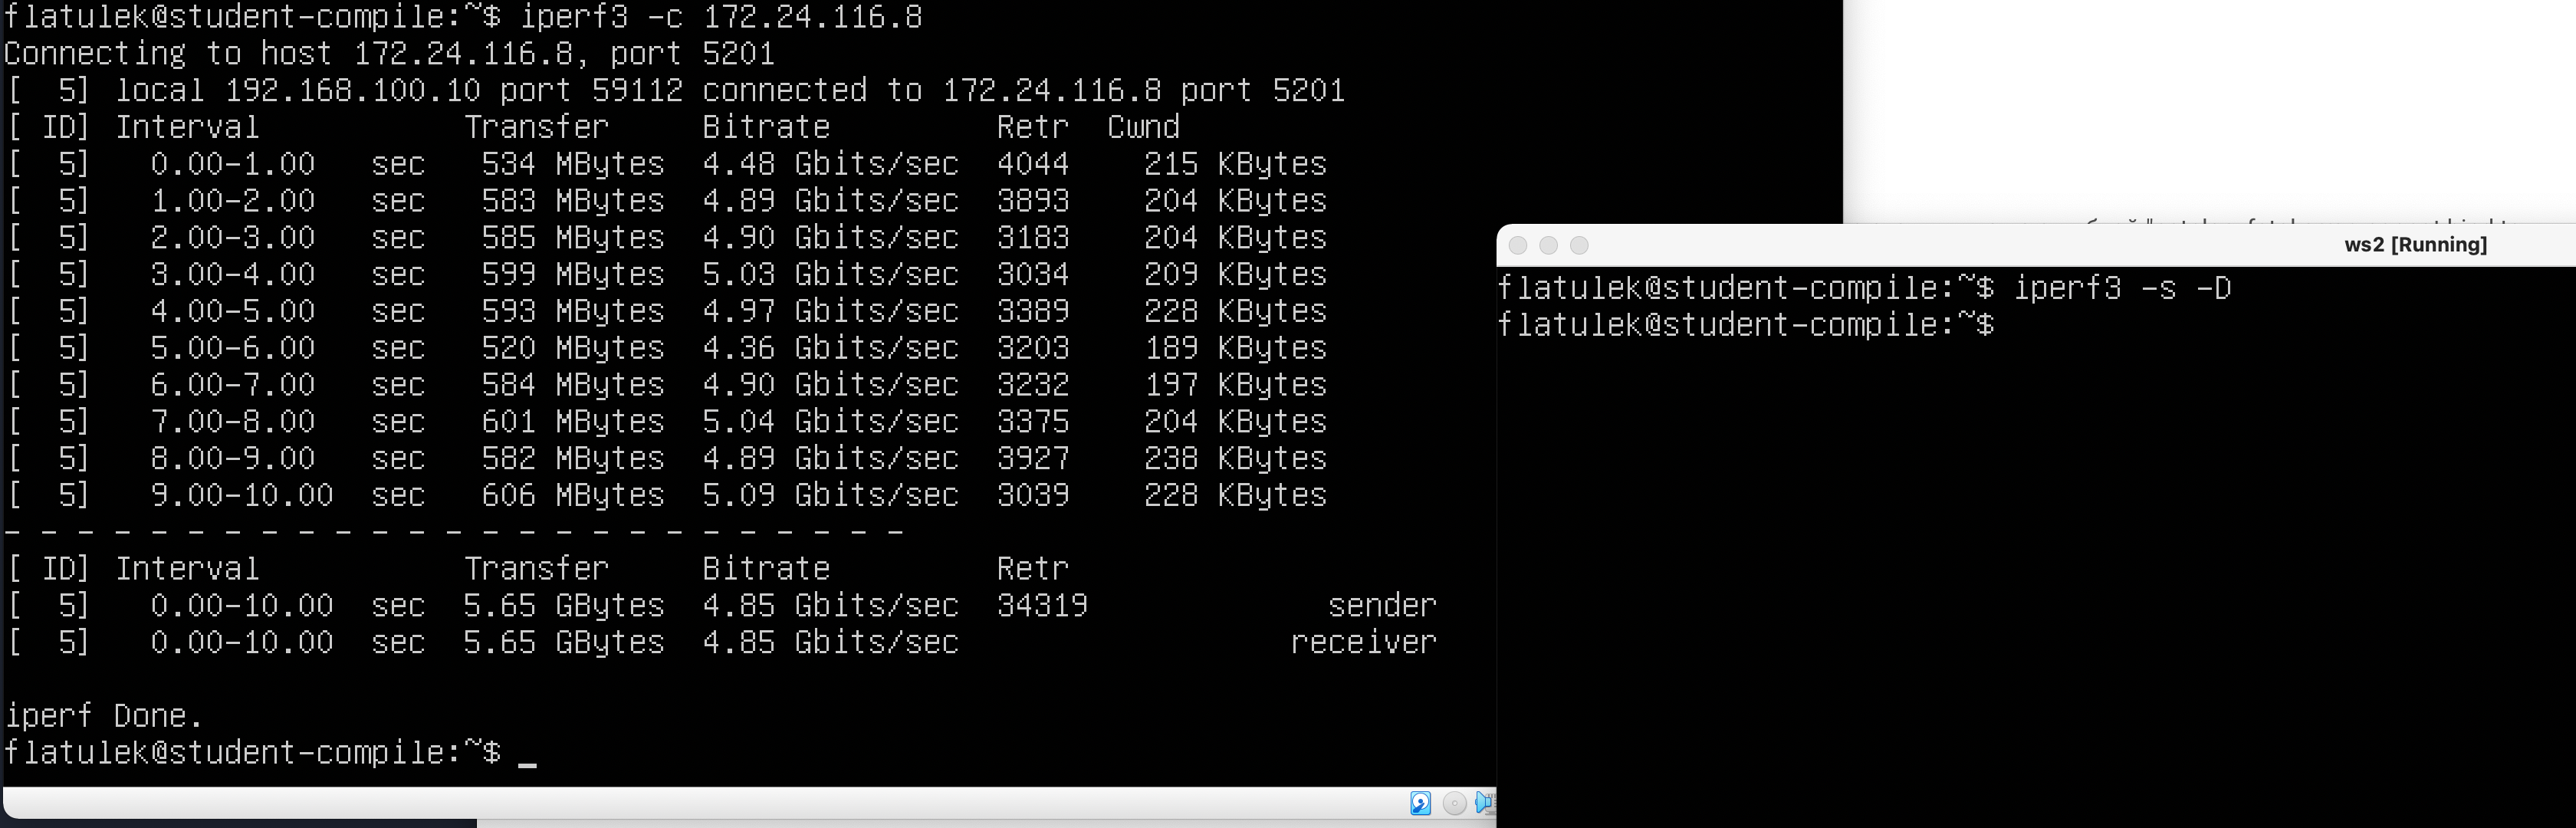 flatulek@student-compile:~$ iperf3 -c 172.24.116.8
Connecting to host 172.24.116.8, port 5201
[  5] local 192.168.100.10 port 59112 connected to 172.24.116.8 port 5201
[ ID] Interval           Transfer     Bitrate         Retr  Cwnd
[  5]   0.00-1.00   sec   534 MBytes  4.48 Gbits/sec  4044    215 KBytes
[  5]   1.00-2.00   sec   583 MBytes  4.89 Gbits/sec  3893    204 KBytes
[  5]   2.00-3.00   sec   585 MBytes  4.90 Gbits/sec  3183    204 KBytes
[  5]   3.00-4.00   sec   599 MBytes  5.03 Gbits/sec  3034    209 KBytes
[  5]   4.00-5.00   sec   593 MBytes  4.97 Gbits/sec  3389    228 KBytes
[  5]   5.00-6.00   sec   520 MBytes  4.36 Gbits/sec  3203    189 KBytes
[  5]   6.00-7.00   sec   584 MBytes  4.90 Gbits/sec  3232    197 KBytes
[  5]   7.00-8.00   sec   601 MBytes  5.04 Gbits/sec  3375    204 KBytes
[  5]   8.00-9.00   sec   582 MBytes  4.89 Gbits/sec  3927    238 KBytes
[  5]   9.00-10.00  sec   606 MBytes  5.09 Gbits/sec  3039    228 KBytes
- - - - - - - - - - - - - - - - - - - - - - - - -
[ ID] Interval           Transfer     Bitrate         Retr
[  5]   0.00-10.00  sec  5.65 GBytes  4.85 Gbits/sec  34319             sender
[  5]   0.00-10.00  sec  5.65 GBytes  4.85 Gbits/sec                  receiver
iperf Done.
flatulek@student-compile:~$ _
ws2 [Running]
flatulek@student-compile:~$ iperf3 -s -D
flatulek@student-compile:~$